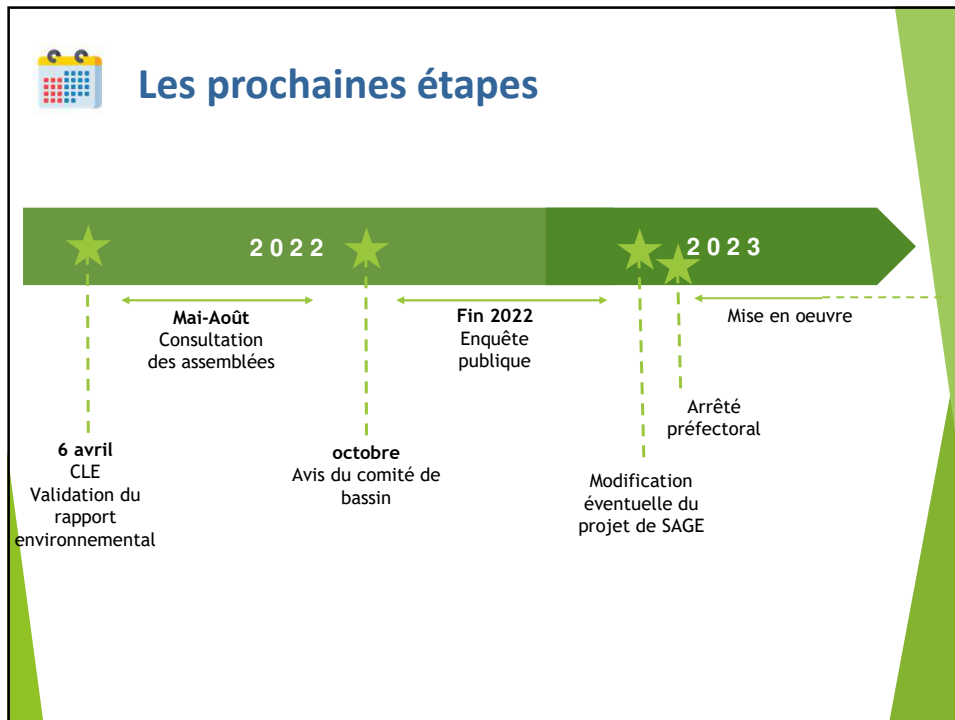 Les prochaines étapes
2022
2023
Mai-Août
Consultation
des assemblées
Fin 2022
Enquête
publique
Mise en oeuvre
6 avril
CLE
Validation du
rapport
environnemental
octobre
Avis du comité de
bassin
Modification
éventuelle du
projet de SAGE
Arrêté
préfectoral